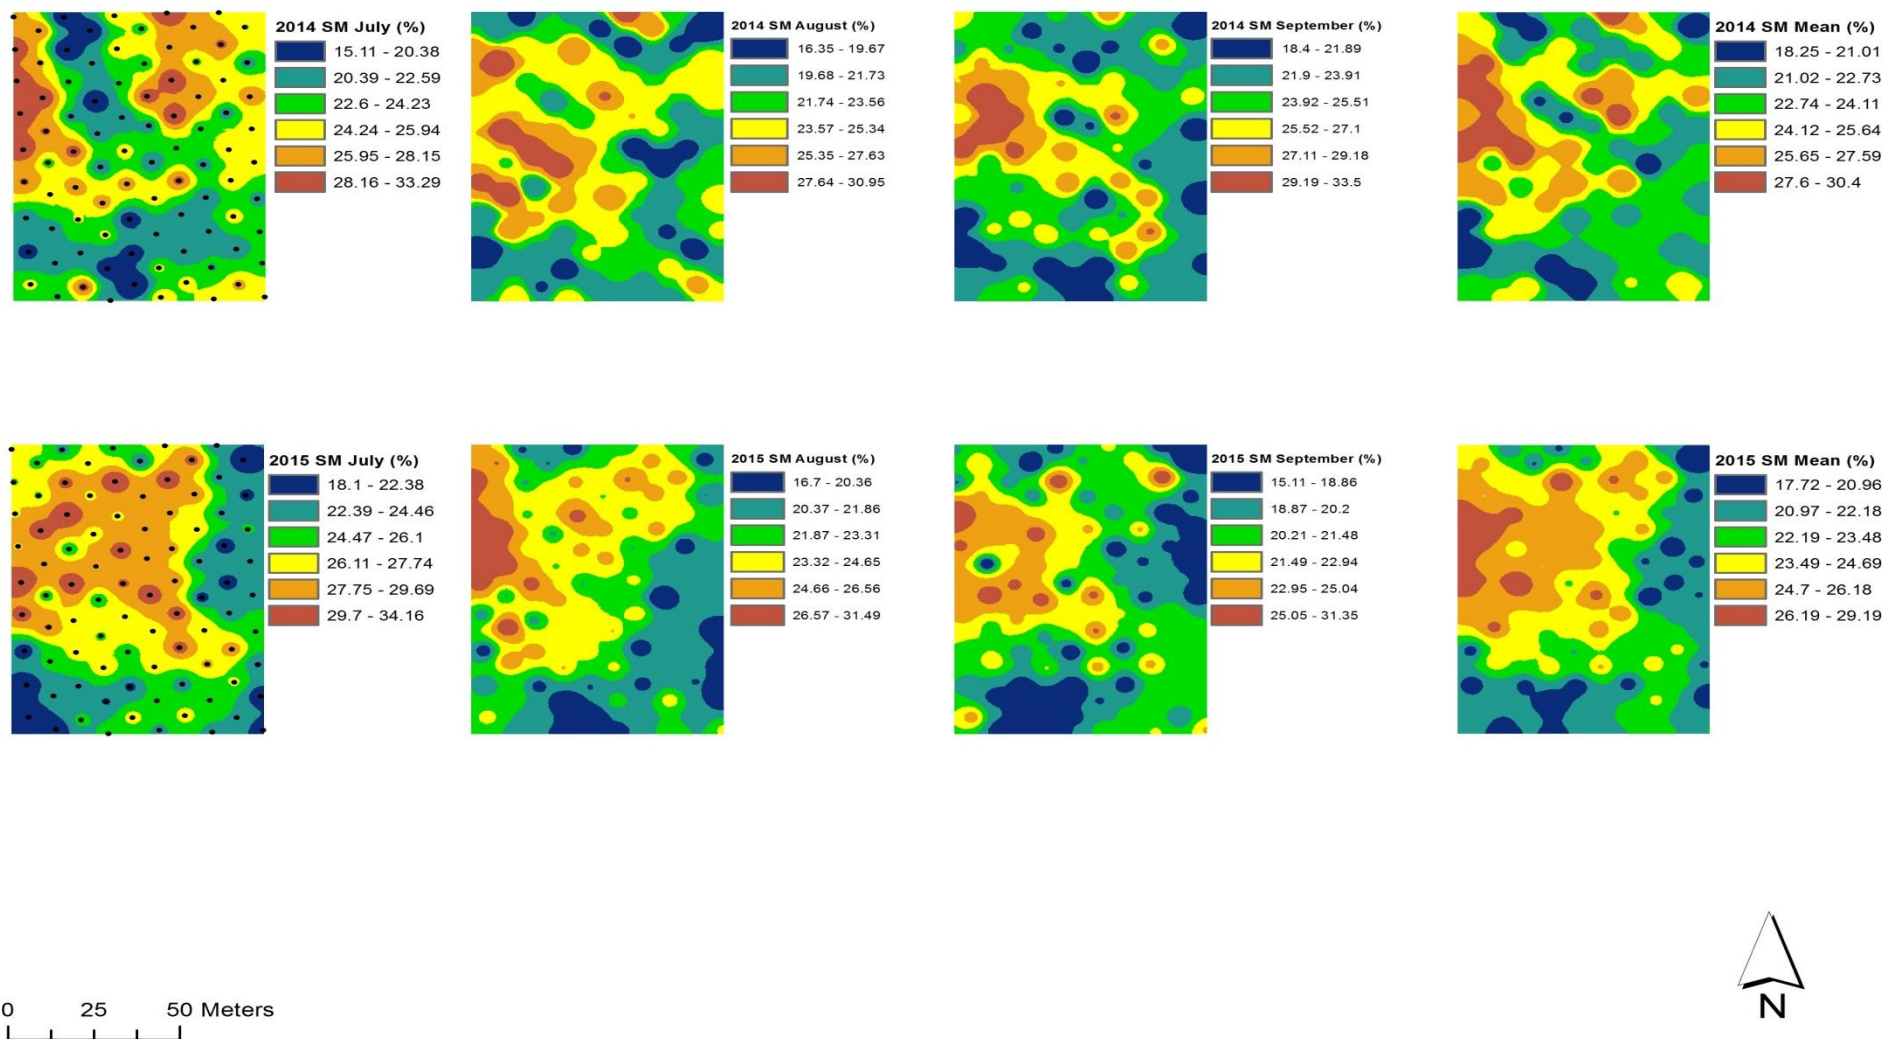 2014 SM July (%)
15.11 - 20.38
20.39 - 22.59
22.6 - 24.23
24.24 - 25.94
25.95 - 28.15
28.16 - 33.29
2014 SM August (%)
16.35 - 19.67
19.68 - 21.73
21.74 - 23.56
23.57 - 25.34
25.35 - 27.63
27.64 - 30.95
2014 SM September (%)
18.4 - 21.89
21.9 - 23.91
23.92 - 25.51
25.52 - 27.1
27.11 - 29.18
29.19 - 33.5
2014 SM Mean (%)
18.25 - 21.01
21.02 - 22.73
22.74 - 24.11
24.12 - 25.64
25.65 - 27.59
27.6 - 30.4
2015 SM July (%)
18.1 - 22.38
22.39 - 24.46
24.47 - 26.1
26.11 - 27.74
27.75 - 29.69
29.7 - 34.16
2015 SM August (%)
16.7 - 20.36
20.37 - 21.86
21.87 - 23.31
23.32 - 24.65
24.66 - 26.56
26.57 - 31.49
2015 SM September (%)
15.11 - 18.86
18.87 - 20.2
20.21 - 21.48
21.49 - 22.94
22.95 - 25.04
25.05 - 31.35
2015 SM Mean (%)
17.72 - 20.96
20.97 - 22.18
22.19 - 23.48
23.49 - 24.69
24.7 - 26.18
26.19 - 29.19
N
0 25 50 Meters